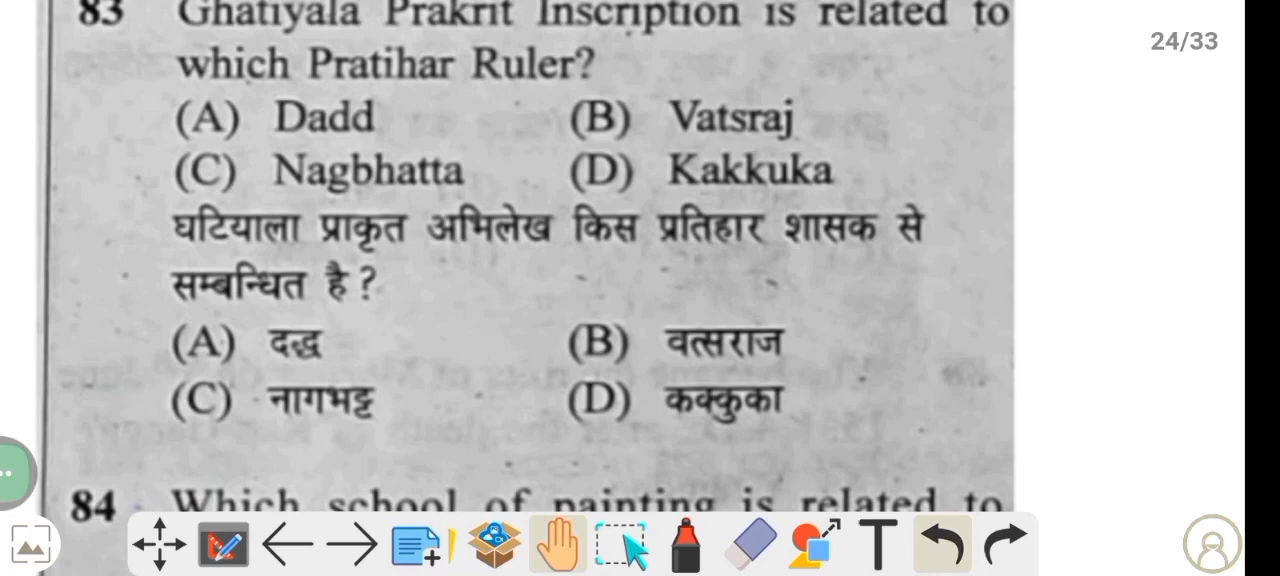 24/33
83 Ghatiyala Prakrit Inscription is related to
which Pratihar Ruler?
(A) Dadd (B) Vatsraj
(C) Nagbhatta (D) Kakkuka
घटियाला प्राकृत अभिलेख किस प्रतिहार शासक से
सम्बन्धित है ?
(A) दद्ध (B) वत्सराज
(C) नागभट्ट (D) कक्कुका
84 Which school of painting is related to